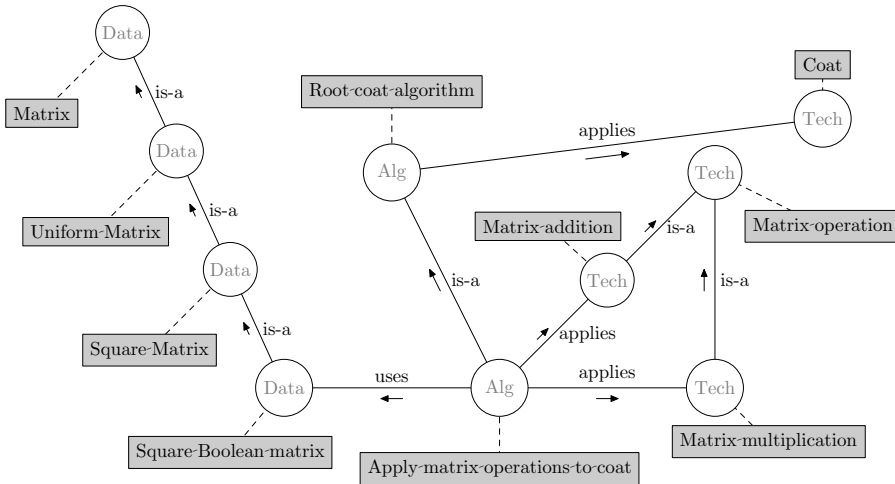 Data
Coat
is-a
Root-coat-algorithm
Matrix
applies
Tech
Data
Alg
Tech
is-a
Uniform-Matrix
Matrix-addition
is-a
Matrix-operation
Data
Tech
is-a
is-a
Square-Matrix
is-a
applies
uses
applies
Data
Alg
Tech
Square-Boolean-matrix
Apply-matrix-operations-to-coat
Matrix-multiplication